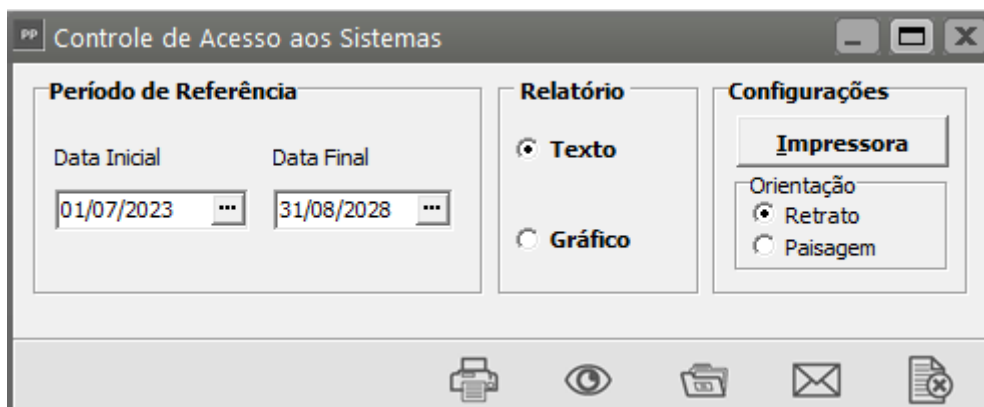 PP Controle de Acesso aos Sistemas
Período de Referência
Data Inicial
Data Final
01/07/2023 ...
31/08/2028 ...
Relatório
Texto
Gráfico
Configurações
Impressora
Orientação
Retrato
Paisagem